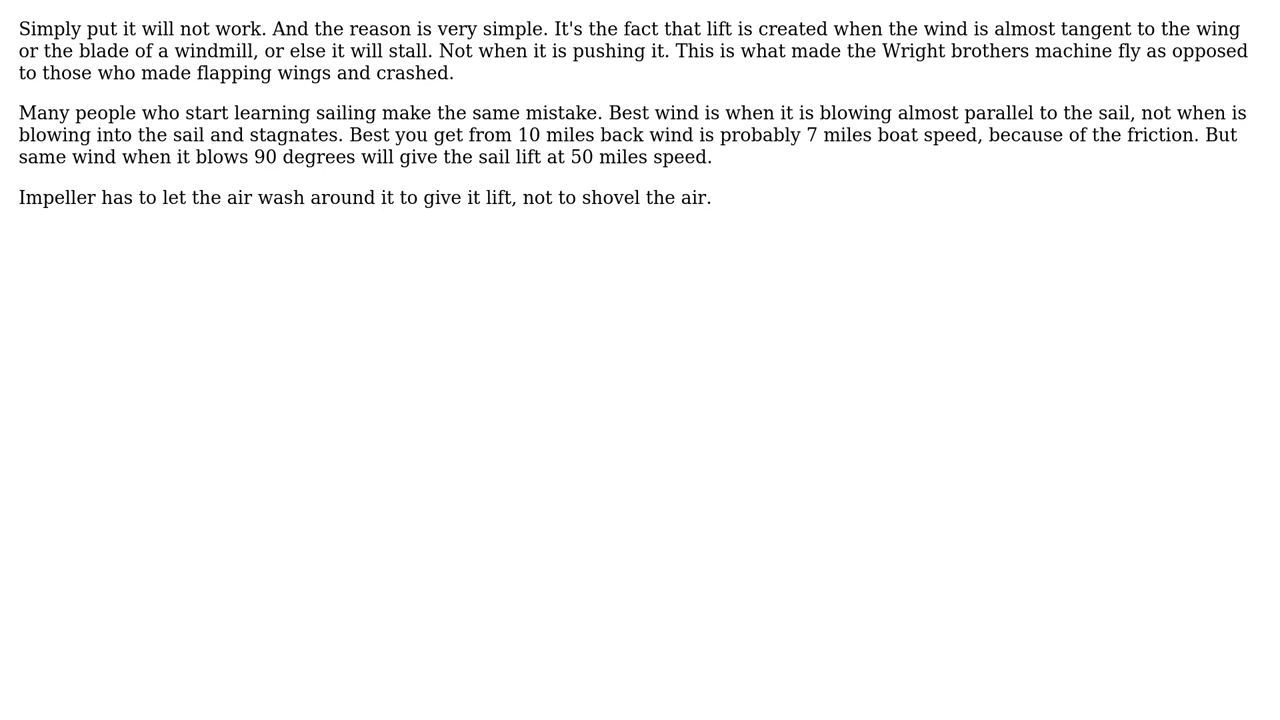 Simply put it will not work. And the reason is very simple. It's the fact that lift is created when the wind is almost tangent to the wing
or the blade of a windmill, or else it will stall. Not when it is pushing it. This is what made the Wright brothers machine fly as opposed
to those who made flapping wings and crashed.
Many people who start learning sailing make the same mistake. Best wind is when it is blowing almost parallel to the sail, not when is
blowing into the sail and stagnates. Best you get from 10 miles back wind is probably 7 miles boat speed, because of the friction. But
same wind when it blows 90 degrees will give the sail lift at 50 miles speed.
Impeller has to let the air wash around it to give it lift, not to shovel the air.